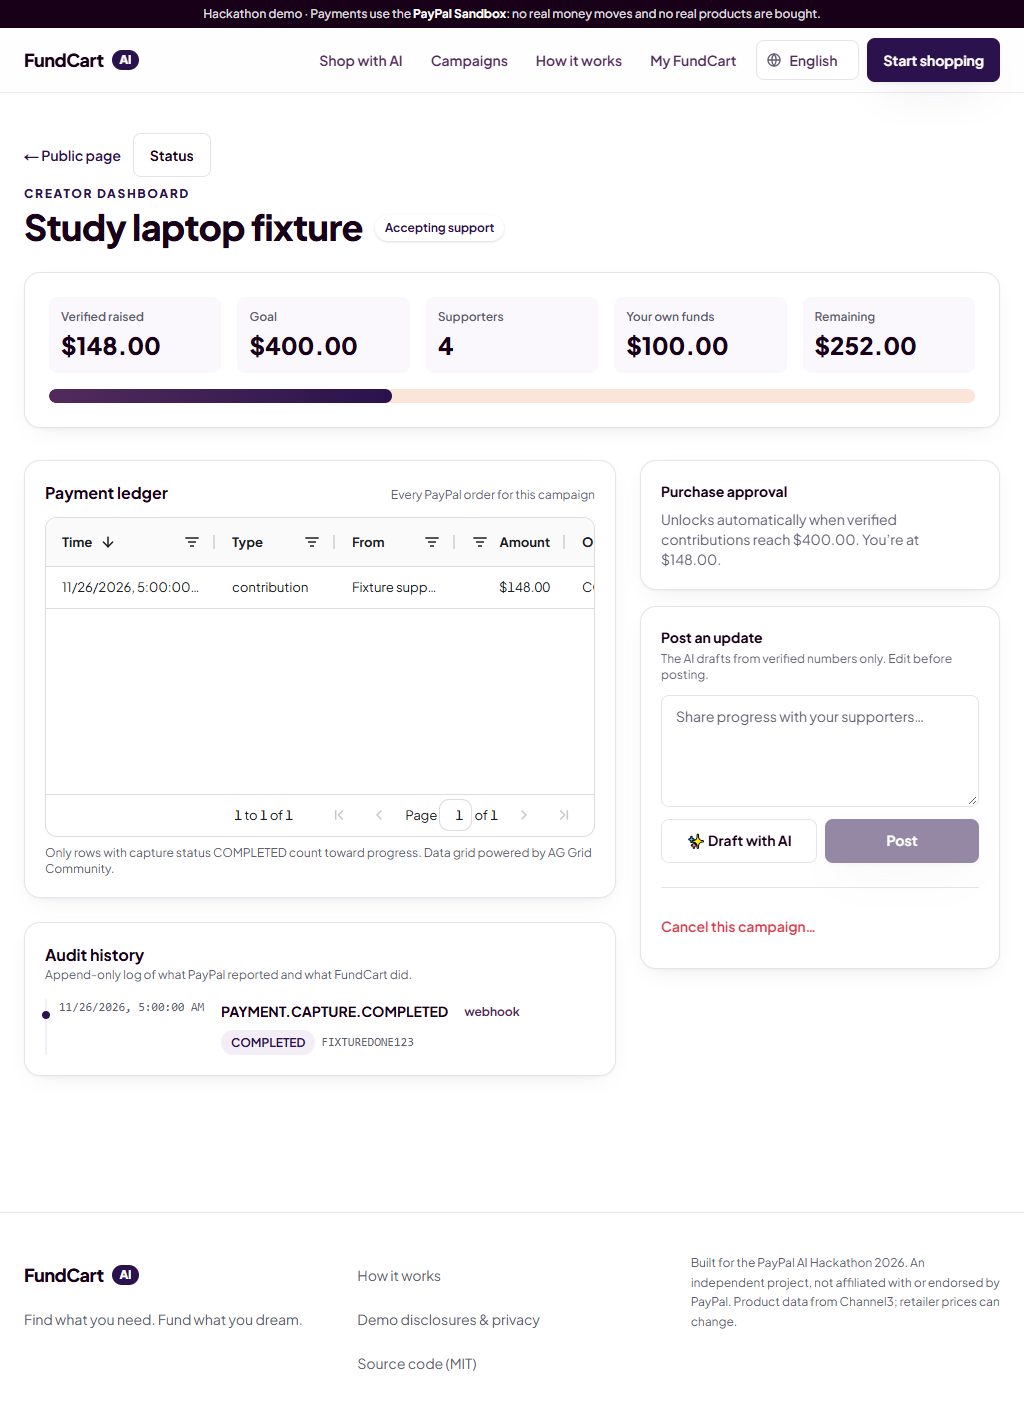 Hackathon demo · Payments use the PayPal Sandbox: no real money moves and no real products are bought.
FundCart AI
Shop with AI
Campaigns
How it works
My FundCart
English
Start shopping
← Public page
Status
CREATOR DASHBOARD
Study laptop fixture
Accepting support
Verified raised
$148.00
Goal
$400.00
Supporters
4
Your own funds
$100.00
Remaining
$252.00
Payment ledger
Every PayPal order for this campaign
Time Type From Amount O
11/26/2026, 5:00:00... contribution Fixture supp... $148.00 CO
1 to 1 of 1 Page 1 of 1
Only rows with capture status COMPLETED count toward progress. Data grid powered by AG Grid
Community.
Audit history
Append-only log of what PayPal reported and what FundCart did.
11/26/2026, 5:00:00 AM
PAYMENT.CAPTURE.COMPLETED webhook
COMPLETED FIXTUREDONE123
Purchase approval
Unlocks automatically when verified
contributions reach $400.00. You're at
$148.00.
Post an update
The AI drafts from verified numbers only. Edit before
posting.
Share progress with your supporters…
✨ Draft with AI
Post
Cancel this campaign…
FundCart AI
Find what you need. Fund what you dream.
How it works
Demo disclosures & privacy
Source code (MIT)
Built for the PayPal AI Hackathon 2026. An
independent project, not affiliated with or endorsed by
PayPal. Product data from Channel3; retailer prices can
change.